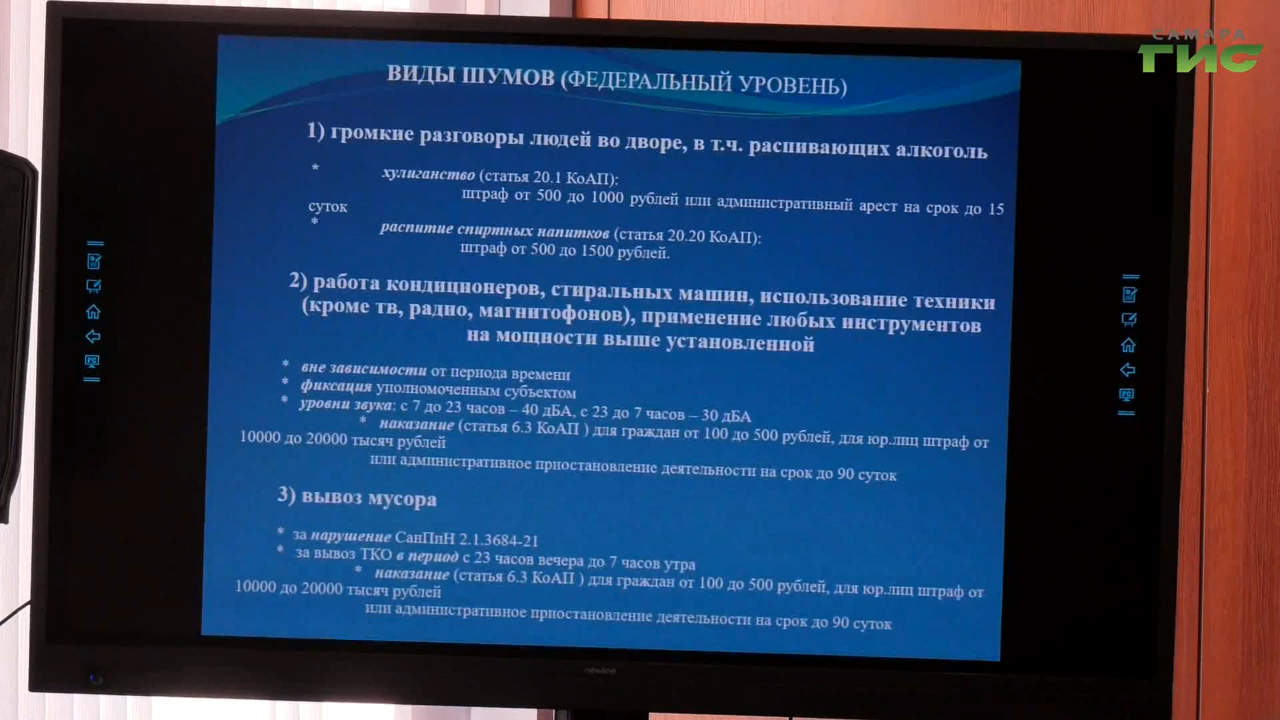 САМАРА
ГИС
ВИДЫ ШУМОВ (ФЕДЕРАЛЬНЫЙ УРОВЕНЬ)
1) громкие разговоры людей во дворе, в т.ч. распивающих алкоголь
* хулиганство (статья 20.1 КоАП):
штраф от 500 до 1000 рублей или административный арест на срок до 15
суток
* распитие спиртных напитков (статья 20.20 КоАП):
штраф от 500 до 1500 рублей.
2) работа кондиционеров, стиральных машин, использование техники
(кроме тв, радио, магнитофонов), применение любых инструментов
на мощности выше установленной
* вне зависимости от периода времени
* фиксация уполномоченным субъектом
* уровни звука: с 7 до 23 часов – 40 дБА, с 23 до 7 часов – 30 дБА
* наказание (статья 6.3 КоАП ) для граждан от 100 до 500 рублей, для юр.лиц штраф от
10000 до 20000 тысяч рублей
или административное приостановление деятельности на срок до 90 суток
3) вывоз мусора
* за нарушение СанПиН 2.1.3684-21
* за вывоз ТКО в период с 23 часов вечера до 7 часов утра
* наказание (статья 6.3 КоАП ) для граждан от 100 до 500 рублей, для юр.лиц штраф от
10000 до 20000 тысяч рублей
или административное приостановление деятельности на срок до 90 суток
PC
PC
newline